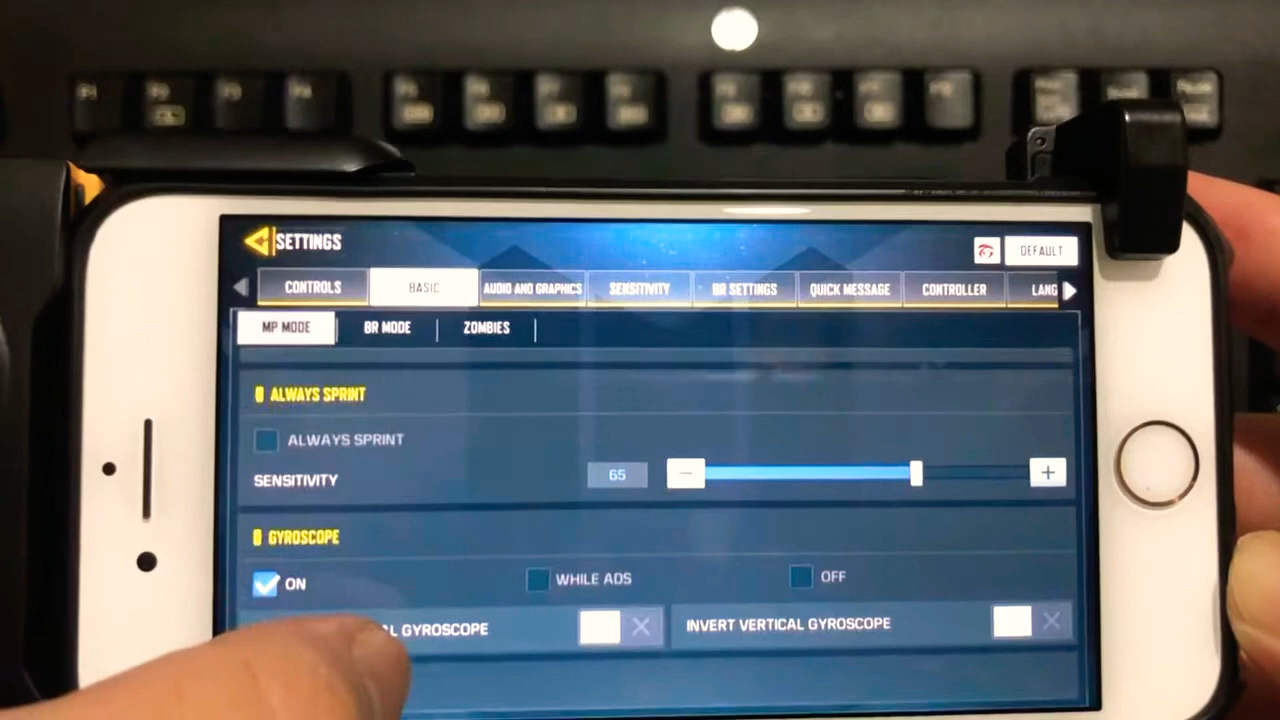 SETTINGS
DEFAULT
CONTROLS
BASIC
AUDIO AND GRAPHICS
SENSITIVITY
BR SETTINGS
QUICK MESSAGE
CONTROLLER
LANG
MP MODE
BR MODE
ZOMBIES
ALWAYS SPRINT
ALWAYS SPRINT
SENSITIVITY
65
GYROSCOPE
ON
WHILE ADS
OFF
AL GYROSCOPE
INVERT VERTICAL GYROSCOPE